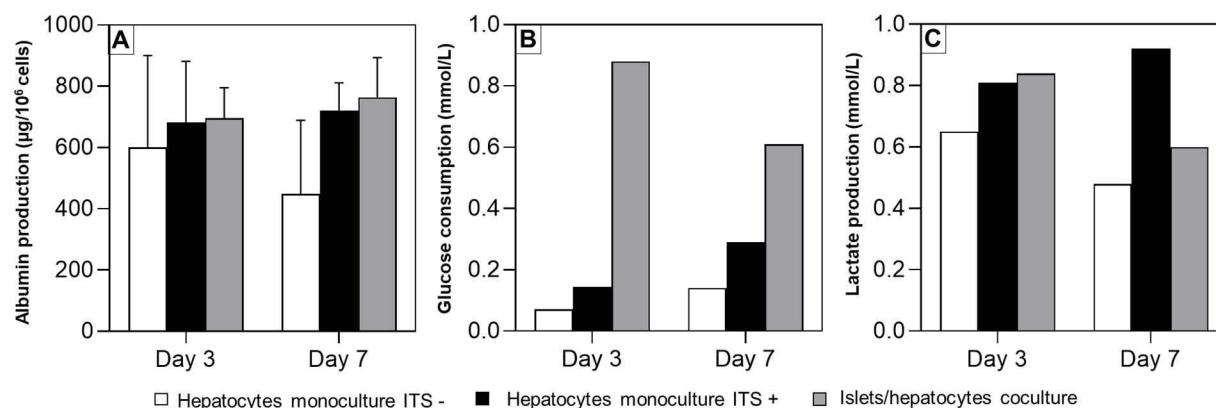 A
Albumin production (µg/10⁶ cells)
1000
800
600
400
200
0
Day 3
Day 7
B
Glucose consumption (mmol/L)
1.0
0.8
0.6
0.4
0.2
0.0
Day 3
Day 7
C
Lactate production (mmol/L)
1.0
0.8
0.6
0.4
0.2
0.0
Day 3
Day 7
Hepatocytes monoculture ITS -
Hepatocytes monoculture ITS +
Islets/hepatocytes coculture